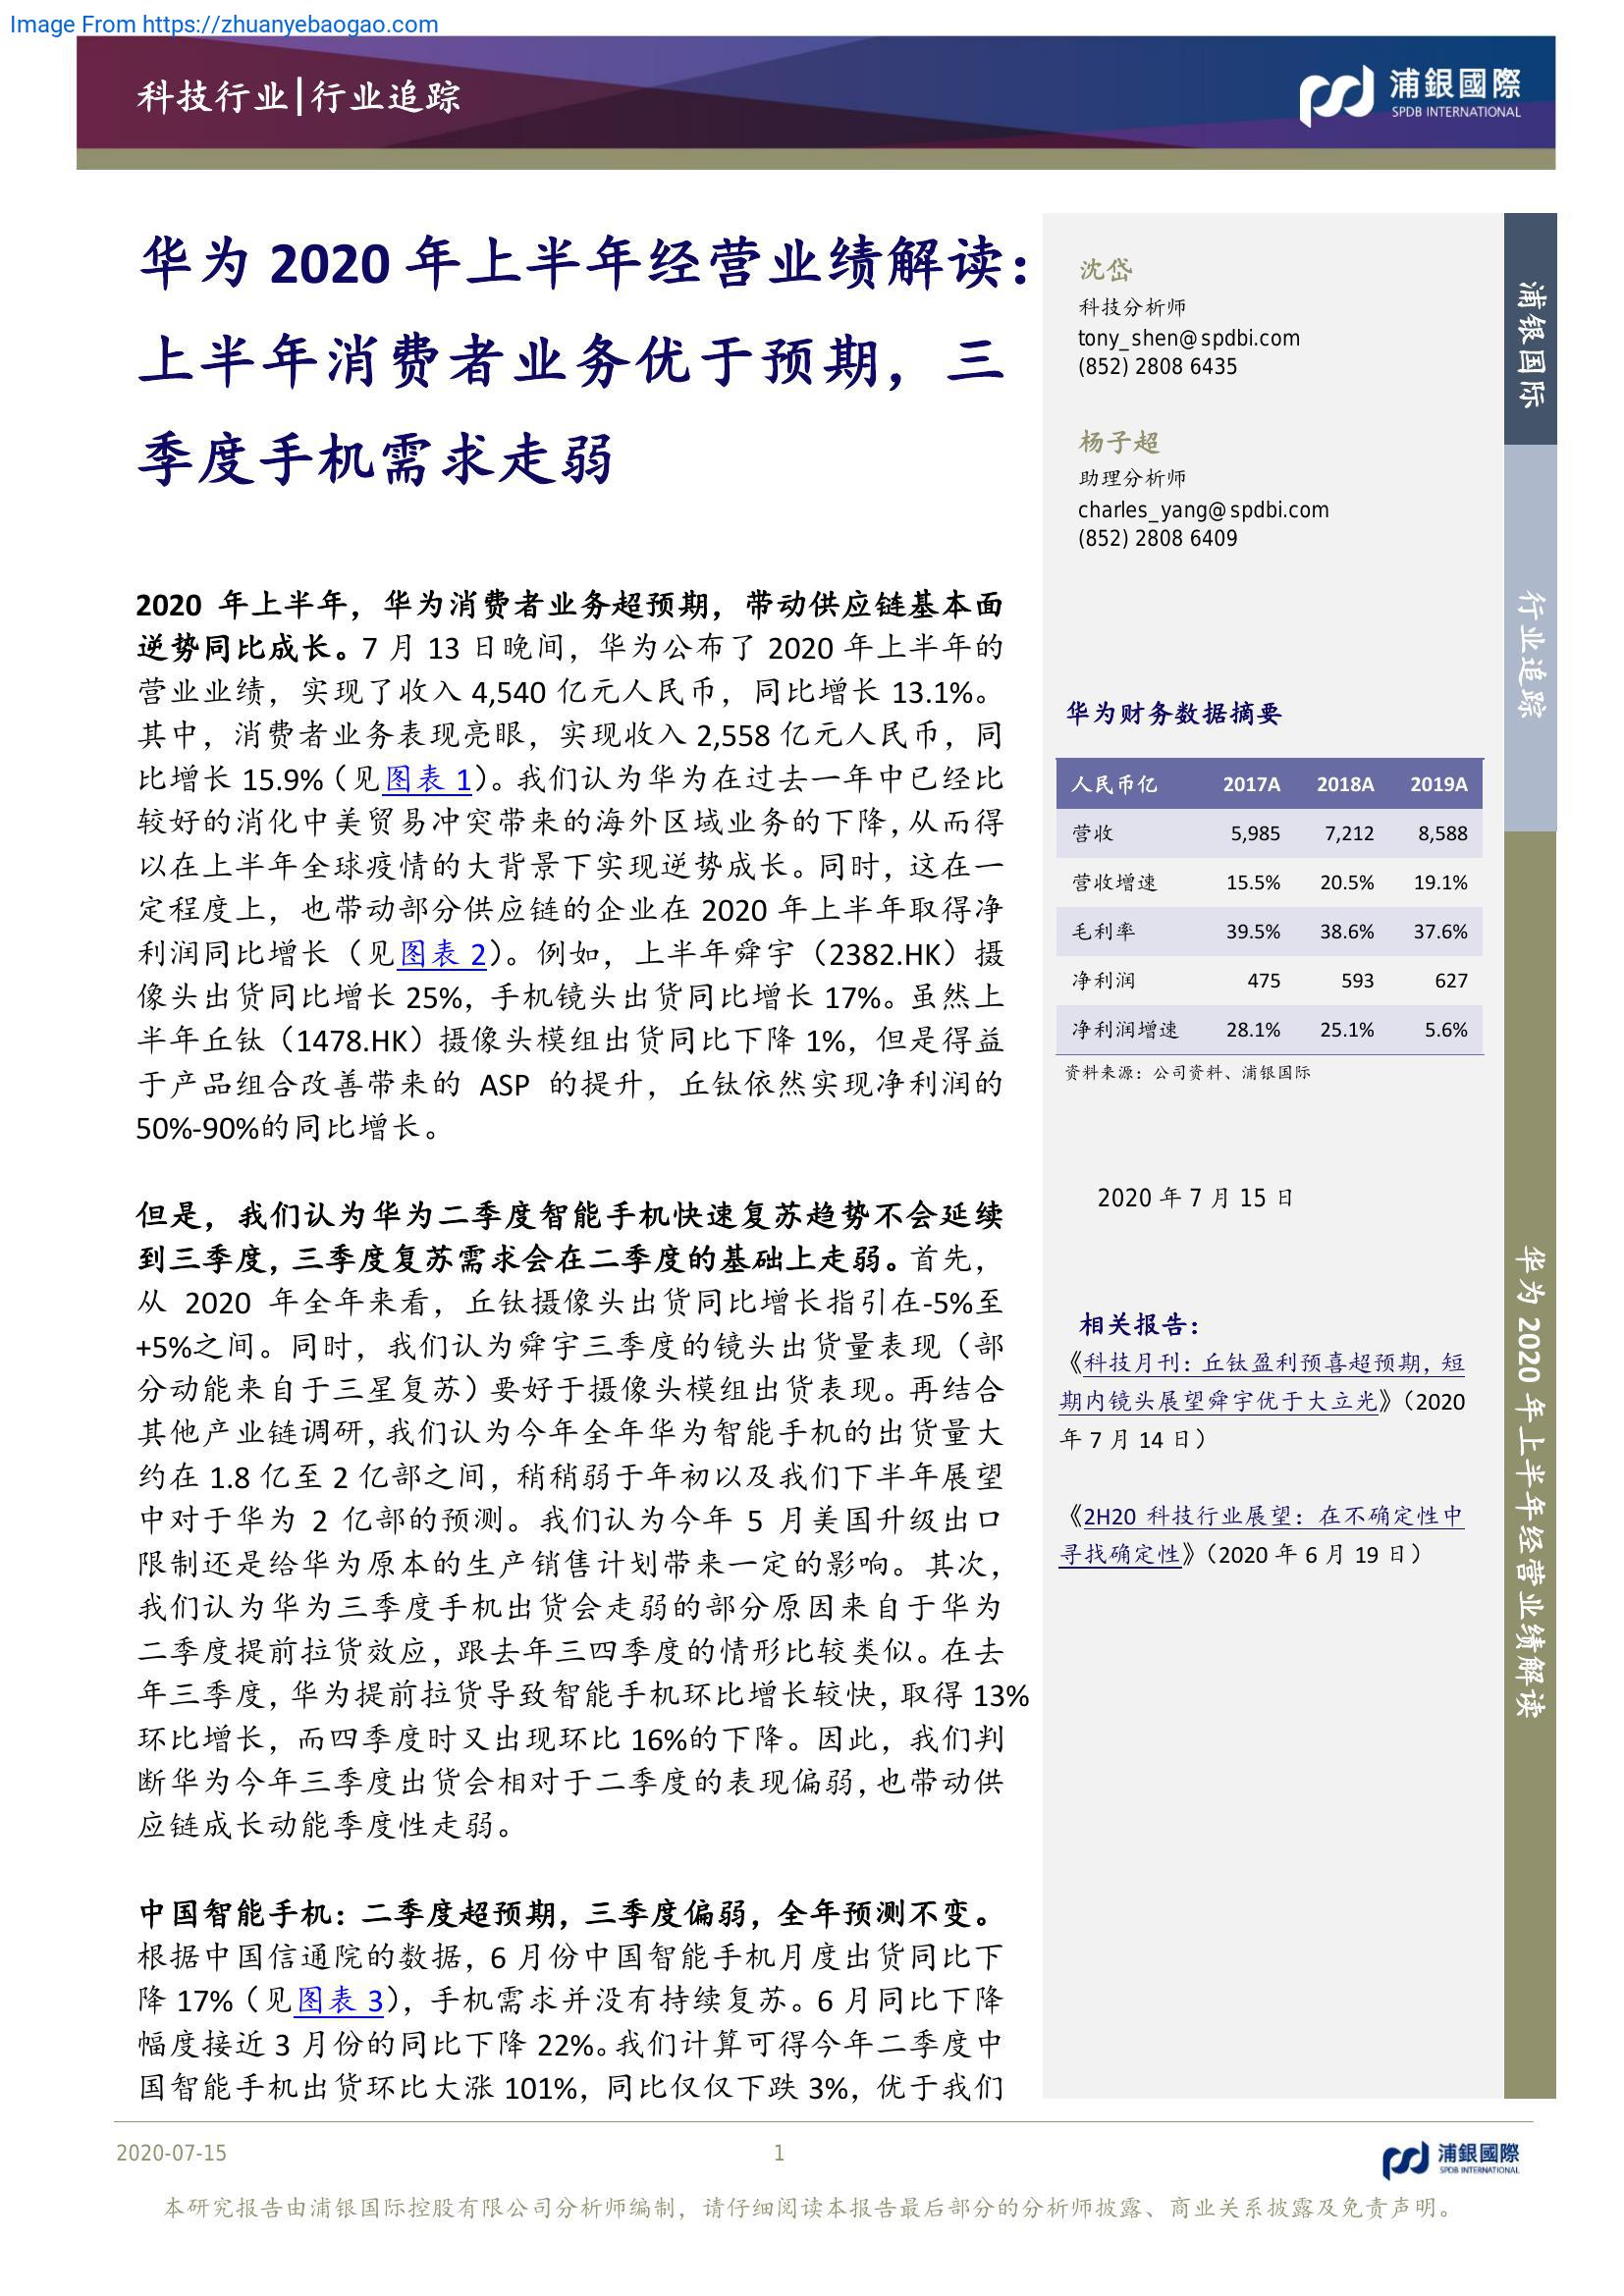 Image From https://zhuanyebaogao.com
科技行业|行业追踪
浦銀國際
SPDB INTERNATIONAL
华为 2020 年上半年经营业绩解读：
上半年消费者业务优于预期，三
季度手机需求走弱
2020 年上半年，华为消费者业务超预期，带动供应链基本面
逆势同比成长。7 月 13 日晚间，华为公布了 2020 年上半年的
营业业绩，实现了收入 4,540 亿元人民币，同比增长 13.1%。
其中，消费者业务表现亮眼，实现收入 2,558 亿元人民币，同
比增长 15.9%（见图表 1）。我们认为华为在过去一年中已经比
较好的消化中美贸易冲突带来的海外区域业务的下降，从而得
以在上半年全球疫情的大背景下实现逆势成长。同时，这在一
定程度上，也带动部分供应链的企业在 2020 年上半年取得净
利润同比增长（见图表 2）。例如，上半年舜宇（2382.HK）摄
像头出货同比增长 25%，手机镜头出货同比增长 17%。虽然上
半年丘钛（1478.HK）摄像头模组出货同比下降 1%，但是得益
于产品组合改善带来的 ASP 的提升，丘钛依然实现净利润的
50%-90%的同比增长。
但是，我们认为华为二季度智能手机快速复苏趋势不会延续
到三季度，三季度复苏需求会在二季度的基础上走弱。首先，
从 2020 年全年来看，丘钛摄像头出货同比增长指引在-5%至
+5%之间。同时，我们认为舜宇三季度的镜头出货量表现（部
分动能来自于三星复苏）要好于摄像头模组出货表现。再结合
其他产业链调研，我们认为今年全年华为智能手机的出货量大
约在 1.8 亿至 2 亿部之间，稍稍弱于年初以及我们下半年展望
中对于华为 2 亿部的预测。我们认为今年 5 月美国升级出口
限制还是给华为原本的生产销售计划带来一定的影响。其次，
我们认为华为三季度手机出货会走弱的部分原因来自于华为
二季度提前拉货效应，跟去年三四季度的情形比较类似。在去
年三季度，华为提前拉货导致智能手机环比增长较快，取得 13%
环比增长，而四季度时又出现环比 16%的下降。因此，我们判
断华为今年三季度出货会相对于二季度的表现偏弱，也带动供
应链成长动能季度性走弱。
中国智能手机：二季度超预期，三季度偏弱，全年预测不变。
根据中国信通院的数据，6 月份中国智能手机月度出货同比下
降 17%（见图表 3），手机需求并没有持续复苏。6 月同比下降
幅度接近 3 月份的同比下降 22%。我们计算可得今年二季度中
国智能手机出货环比大涨 101%，同比仅仅下跌 3%，优于我们
沈岱
科技分析师
tony_shen@spdbi.com
(852) 2808 6435
杨子超
助理分析师
charles_yang@spdbi.com
(852) 2808 6409
华为财务数据摘要
人民币亿 2017A 2018A 2019A
营收 5,985 7,212 8,588
营收增速 15.5% 20.5% 19.1%
毛利率 39.5% 38.6% 37.6%
净利润 475 593 627
净利润增速 28.1% 25.1% 5.6%
资料来源：公司资料、浦银国际
2020 年 7 月 15 日
相关报告：
《科技月刊：丘钛盈利预喜超预期，短
期内镜头展望舜宇优于大立光》（2020
年 7 月 14 日）
《2H20 科技行业展望：在不确定性中
寻找确定性》（2020 年 6 月 19 日）
浦银国际
行业追踪
华为 2020 年上半年经营业绩解读
2020-07-15
1
浦銀國際
SPDB INTERNATIONAL
本研究报告由浦银国际控股有限公司分析师编制，请仔细阅读本报告最后部分的分析师披露、商业关系披露及免责声明。